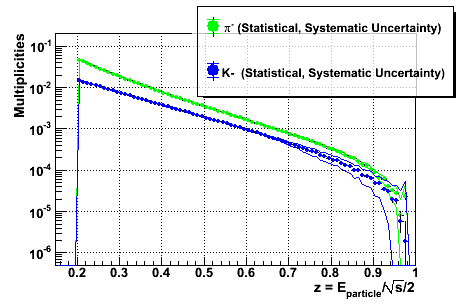 π- (Statistical, Systematic Uncertainty)
K- (Statistical, Systematic Uncertainty)
Multiplicities
10-1
10-2
10-3
10-4
10-5
10-6
0.2 0.3 0.4 0.5 0.6 0.7 0.8 0.9 1
z = Eparticle/√s/2